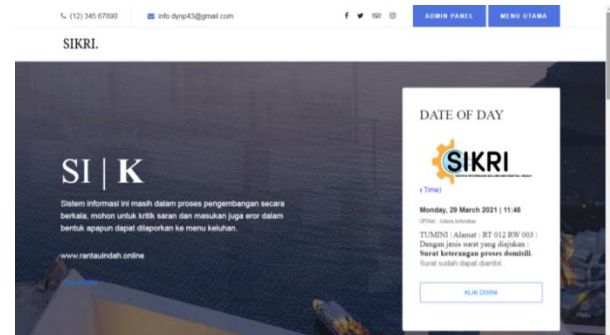 (12) 345 67890
info dynp43@gmail.com
ADMIN PANEL
MENU UTAMA
SIKRI.
SI | K
Sistem informasi ini masih dalam proses pengembangan secara
berkala, mohon untuk kritik saran dan masukan juga eror dalam
bentuk apapun dapat dilaporkan ke menu keluhan.
www.rantauindah.online
DATE OF DAY
SIKRI
Time)
Monday, 29 March 2021 | 11:46
TUMINI | Alamat : RT 012 RW 003 |
Dengan jenis surat yang diajukan :
Surat keterangan proses domisili.
Surat sudah dapat diambil.
KLIK DISINI